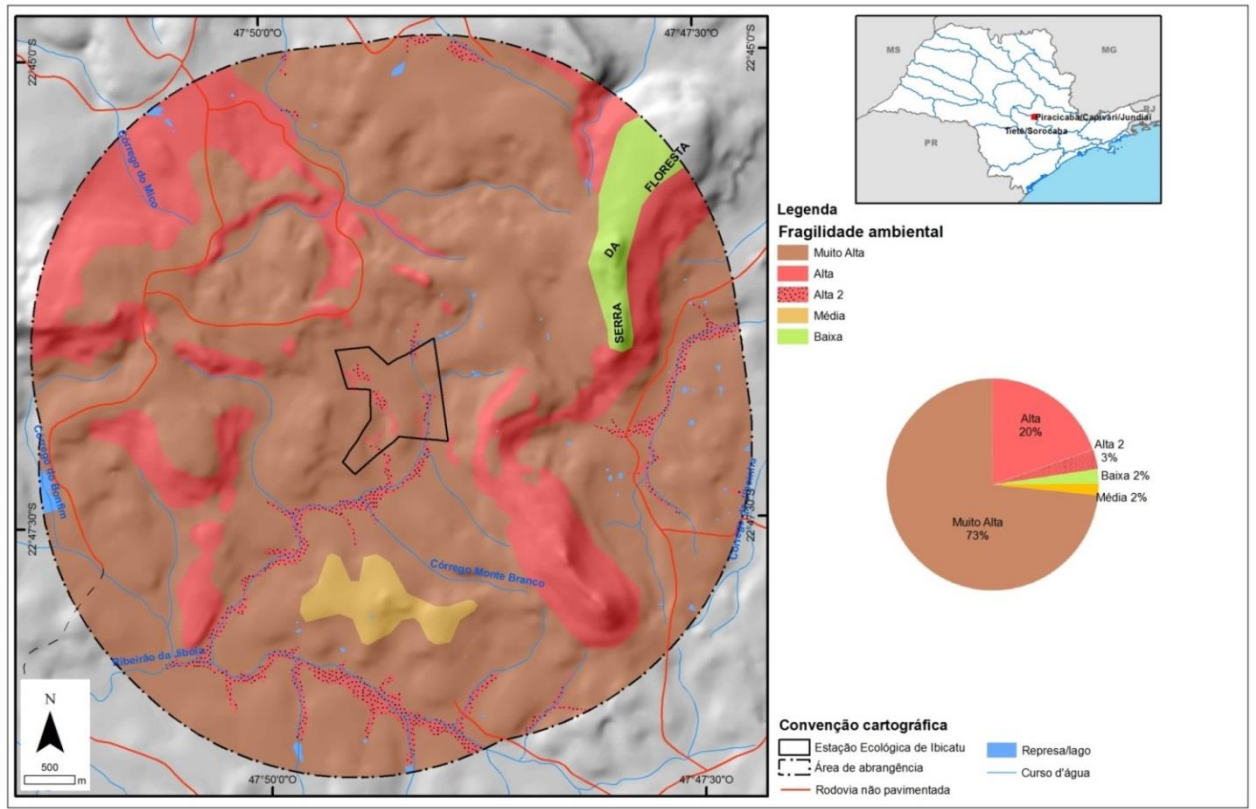 47°50'0"O
47°47'30"O
22°45'0"S
22°45'0"S
Córrego do Mico
FLORESTA
DA
SERRA
Córrego do Bonfim
22°47'30"S
22°47'30"S
Córrego Monte Branco
Ribeirão da Jibóia
N
500 m
47°50'0"O
47°47'30"O
MS
MG
RJ
Piracicaba/Capivari/Jundiaí
Tietê/Sorocaba
PR
Legenda
Fragilidade ambiental
Muito Alta
Alta
Alta 2
Média
Baixa
Alta
20%
Alta 2
3%
Baixa 2%
Média 2%
Muito Alta
73%
Convenção cartográfica
Estação Ecológica de Ibicatu
Área de abrangência
Rodovia não pavimentada
Represa/lago
Curso d'água